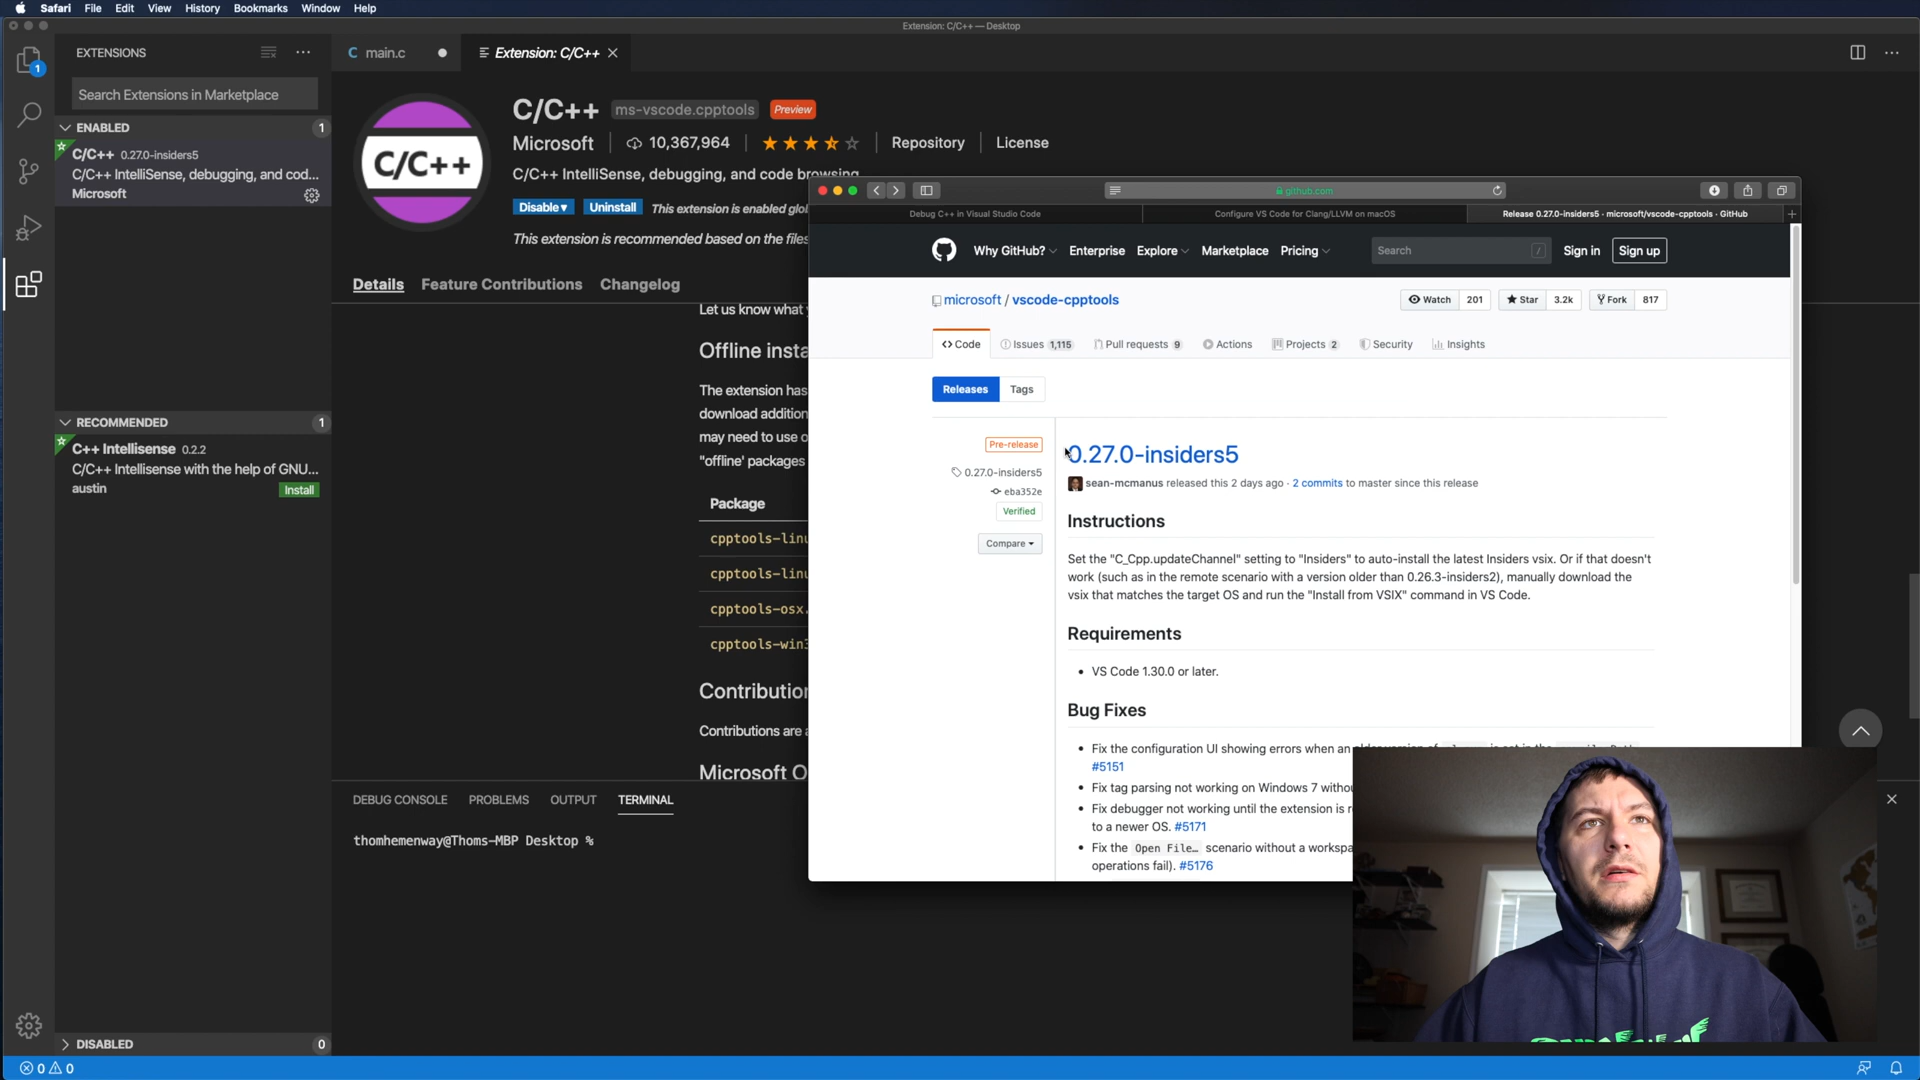 Safari File Edit View History Bookmarks Window Help
Extension: C/C++ — Desktop
EXTENSIONS
main.c
Extension: C/C++
1
Search Extensions in Marketplace
ENABLED 1
C/C++ 0.27.0-insiders5
C/C++ IntelliSense, debugging, and cod...
Microsoft
RECOMMENDED 1
C++ Intellisense 0.2.2
C/C++ Intellisense with the help of GNU...
austin
Install
DISABLED 0
0 0
C/C++
C/C++ ms-vscode.cpptools Preview
Microsoft 10,367,964 Repository License
C/C++ IntelliSense, debugging, and code browsing.
Disable Uninstall This extension is enabled glo
This extension is recommended based on the files
Details Feature Contributions Changelog
Let us know what
Offline insta
The extension has
download addition
may need to use o
"offline' packages
Package
cpptools-linu
cpptools-linu
cpptools-osx.
cpptools-win3
Contribution
Contributions are a
Microsoft O
DEBUG CONSOLE PROBLEMS OUTPUT TERMINAL
thomhemenway@Thoms-MBP Desktop %
github.com
Debug C++ in Visual Studio Code
Configure VS Code for Clang/LLVM on macOS
Release 0.27.0-insiders5 · microsoft/vscode-cpptools · GitHub
Why GitHub? Enterprise Explore Marketplace Pricing Search / Sign in Sign up
microsoft / vscode-cpptools
Watch 201 Star 3.2k Fork 817
Code Issues 1,115 Pull requests 9 Actions Projects 2 Security Insights
Releases Tags
Pre-release
0.27.0-insiders5
eba352e
Verified
Compare
0.27.0-insiders5
sean-mcmanus released this 2 days ago · 2 commits to master since this release
Instructions
Set the "C_Cpp.updateChannel" setting to "Insiders" to auto-install the latest Insiders vsix. Or if that doesn't
work (such as in the remote scenario with a version older than 0.26.3-insiders2), manually download the
vsix that matches the target OS and run the "Install from VSIX" command in VS Code.
Requirements
VS Code 1.30.0 or later.
Bug Fixes
Fix the configuration UI showing errors when an
#5151
Fix tag parsing not working on Windows 7 withou
Fix debugger not working until the extension is r
to a newer OS. #5171
Fix the Open File… scenario without a workspa
operations fail). #5176